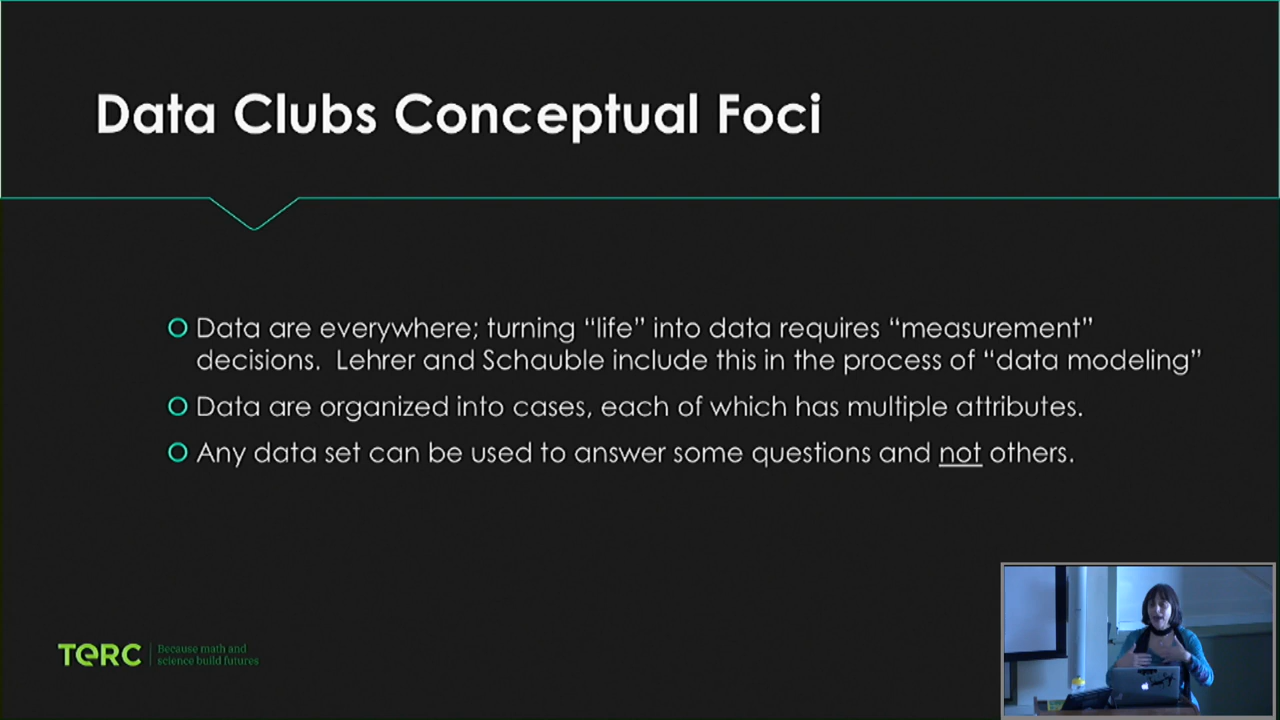 Data Clubs Conceptual Foci
Data are everywhere; turning “life” into data requires “measurement”
decisions.  Lehrer and Schauble include this in the process of “data modeling”
Data are organized into cases, each of which has multiple attributes.
Any data set can be used to answer some questions and not others.
TERC
Because math and
science build futures